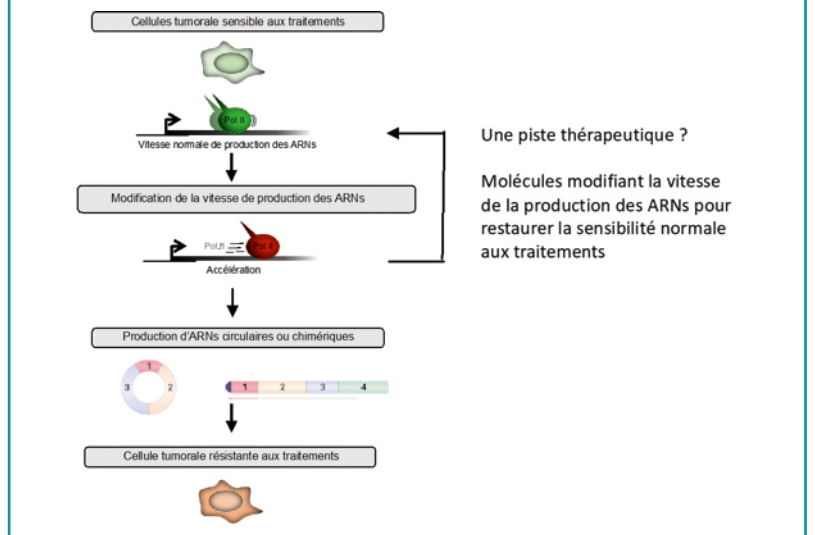 Cellules tumorale sensible aux traitements
Pol II
Vitesse normale de production des ARNs
Une piste thérapeutique ?
Molécules modifiant la vitesse
de la production des ARNs pour
restaurer la sensibilité normale
aux traitements
Modification de la vitesse de production des ARNs
Pol II
Accélération
Production d'ARNs circulaires ou chimériques
1
3
2
1 2 3 4
Cellule tumorale résistante aux traitements